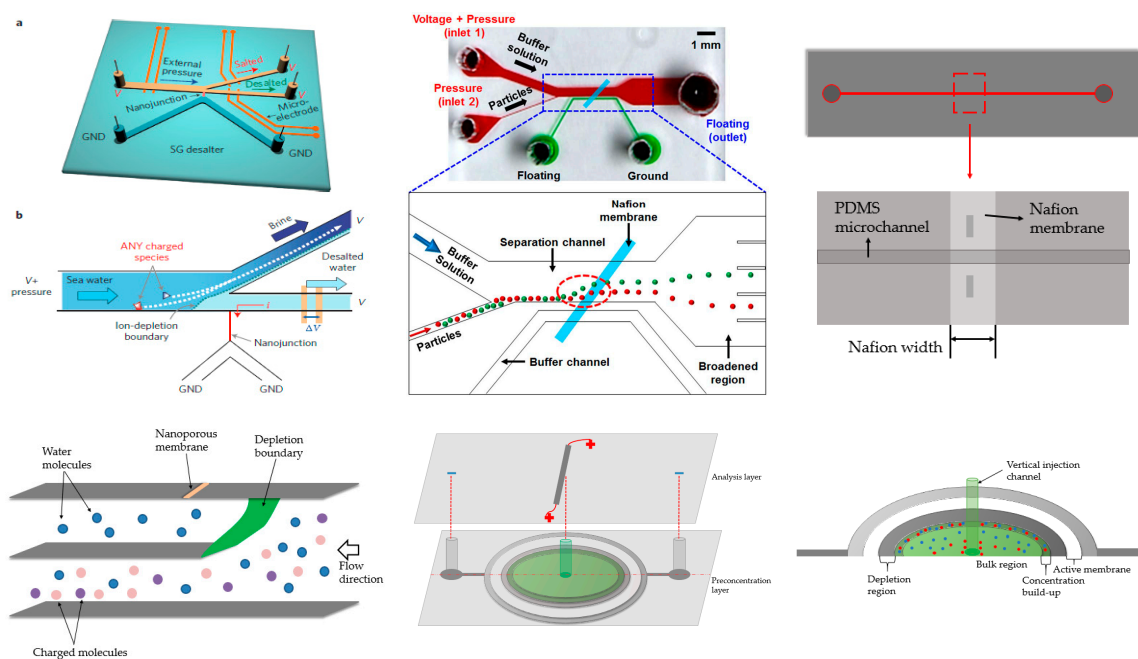 a
External
pressure
Salted
Desalted
V
V
V
Nanojunction
Micro-
electrode
GND
SG desalter
GND
b
ANY charged
species
V+
pressure
Sea water
Brine
V
Desalted
water
V
i
Ion-depletion
boundary
ΔV
Nanojunction
GND
GND
Voltage + Pressure
(inlet 1)
Buffer
solution
1 mm
Pressure
(inlet 2)
Particles
Floating
(outlet)
Floating
Ground
Nafion
membrane
Separation channel
Buffer
Solution
Particles
Buffer channel
Broadened
region
PDMS
microchannel
Nafion
membrane
Nafion width
Water
molecules
Nanoporous
membrane
Depletion
boundary
Flow
direction
Charged molecules
Analysis layer
Preconcentration
layer
Vertical injection
channel
Bulk region
Depletion
region
Concentration
build-up
Active membrane